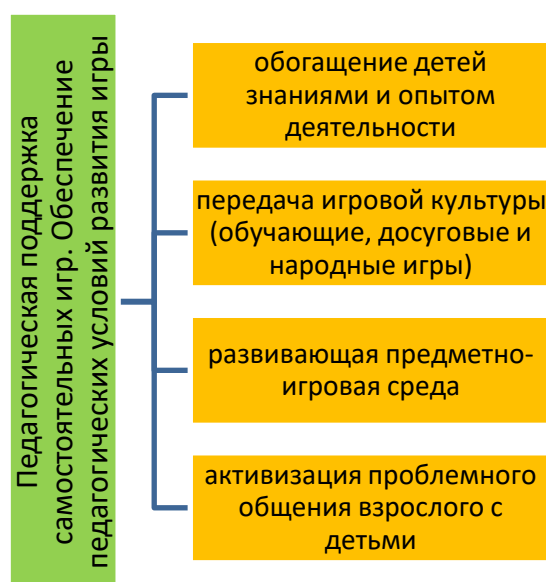 Педагогическая поддержка
самостоятельных игр. Обеспечение
педагогических условий развития игры
обогащение детей
знаниями и опытом
деятельности
передача игровой культуры
(обучающие, досуговые и
народные игры)
развивающая предметно-
игровая среда
активизация проблемного
общения взрослого с
детьми